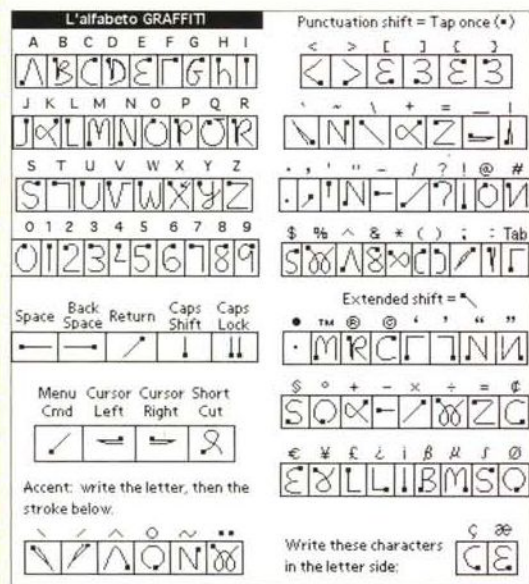 L'alfabeto GRAFFITI
A B C D E F G H I
J K L M N O P Q R
S T U V W X Y Z
0 1 2 3 4 5 6 7 8 9
Space Back Space Return Caps Shift Caps Lock
Menu Cmd Cursor Left Cursor Right Short Cut
Accent: write the letter, then the
stroke below.
\ / ^ ○ ~ ••
Punctuation shift = Tap once (•)
< > [ ] { }
` ~ \ + = _ |
. , ' " - / ? ! @ #
$ % ^ & * ( ) ; : Tab
Extended shift =
• ™ ® © ‘ ’ “ ”
§ ° + − × ÷ = ¢
€ ¥ £ ¿ ¡ β µ ƒ Ø
Write these characters
in the letter side:
ç æ